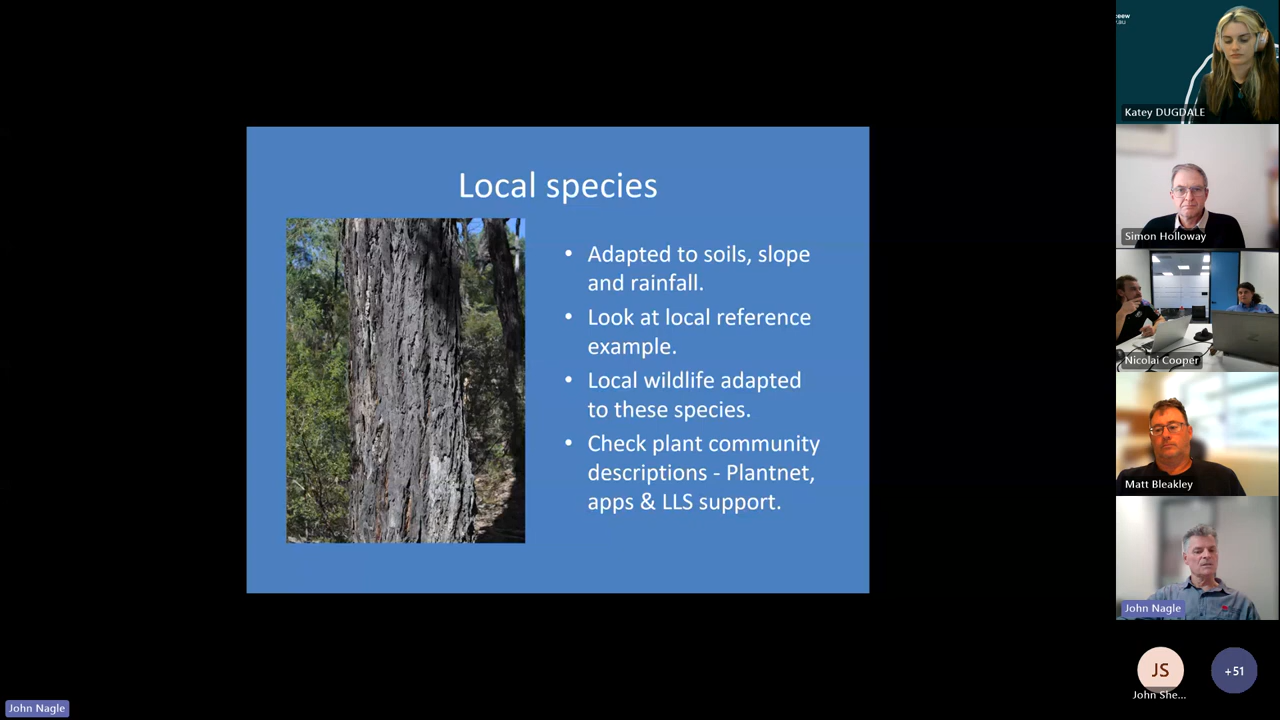 Local species
• Adapted to soils, slope
and rainfall.
• Look at local reference
example.
• Local wildlife adapted
to these species.
• Check plant community
descriptions - Plantnet,
apps & LLS support.
Katey DUGDALE
Simon Holloway
Nicolai Cooper
Matt Bleakley
John Nagle
JS
John She...
+51
John Nagle